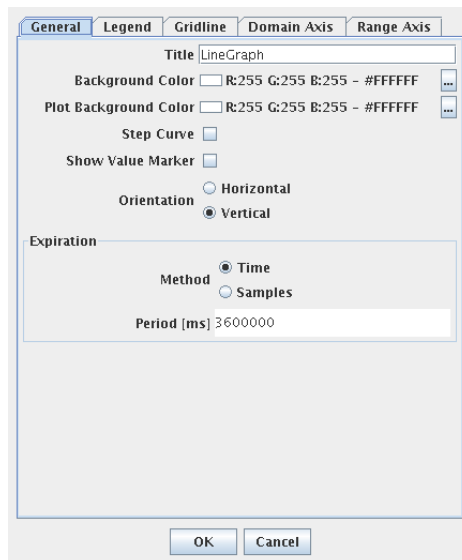 General Legend Gridline Domain Axis Range Axis
Title LineGraph
Background Color R:255 G:255 B:255 – #FFFFFF ...
Plot Background Color R:255 G:255 B:255 – #FFFFFF ...
Step Curve
Show Value Marker
Orientation
Horizontal
Vertical
Expiration
Method
Time
Samples
Period [ms] 3600000
OK Cancel